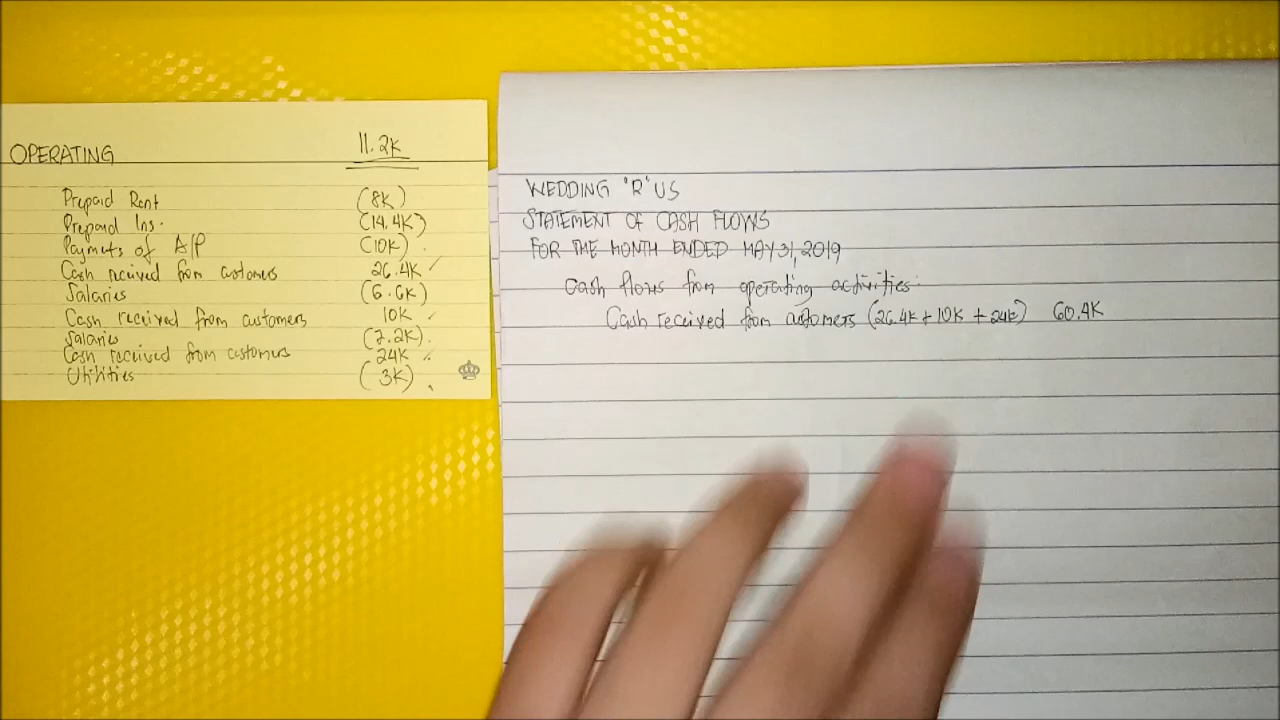 OPERATING 11.2K
Prepaid Rent (8K)
Prepaid Ins. (14.4K)
Paymets of A/P (10K)
Cash received from customers 26.4K
Salaries (6.6K)
Cash received from customers 10K
Salaries (7.2K)
Cash received from customers 24K
Utilities (3K)
WEDDING "R" US
STATEMENT OF CASH FLOWS
FOR THE MONTH ENDED MAY 31, 2019
Cash flows from operating activities:
Cash received from customers (26.4K + 10K + 24K) 60.4K